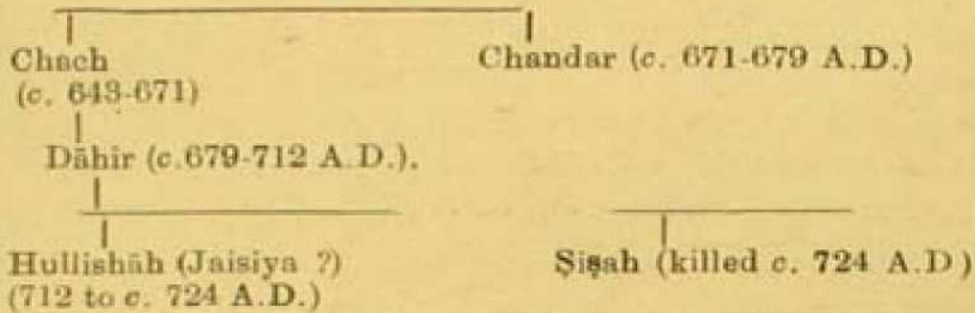 Chach
Chandar (c. 671-679 A.D.)
(c. 643-671)
Dāhir (c.679-712 A.D.).
Hullishāh (Jaisiya ?)
Ṣiṣah (killed c. 724 A.D)
(712 to c. 724 A.D.)